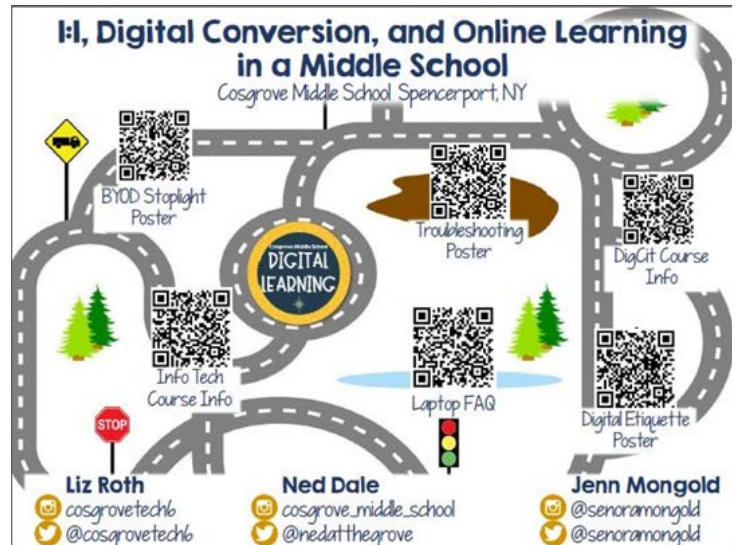 1:1, Digital Conversion, and Online Learning
in a Middle School
Cosgrove Middle School Spencerport, NY
BYOD Stoplight
Poster
Troubleshooting
Poster
DigCit Course
Info
Cosgrove Middle School
DIGITAL
LEARNING
Info Tech
Course Info
Laptop FAQ
Digital Etiquette
Poster
STOP
Liz Roth
cosgrovetech6
@cosgrovetech6
Ned Dale
cosgrove_middle_school
@nedatthegrove
Jenn Mongold
@senoramongold
@senoramongold